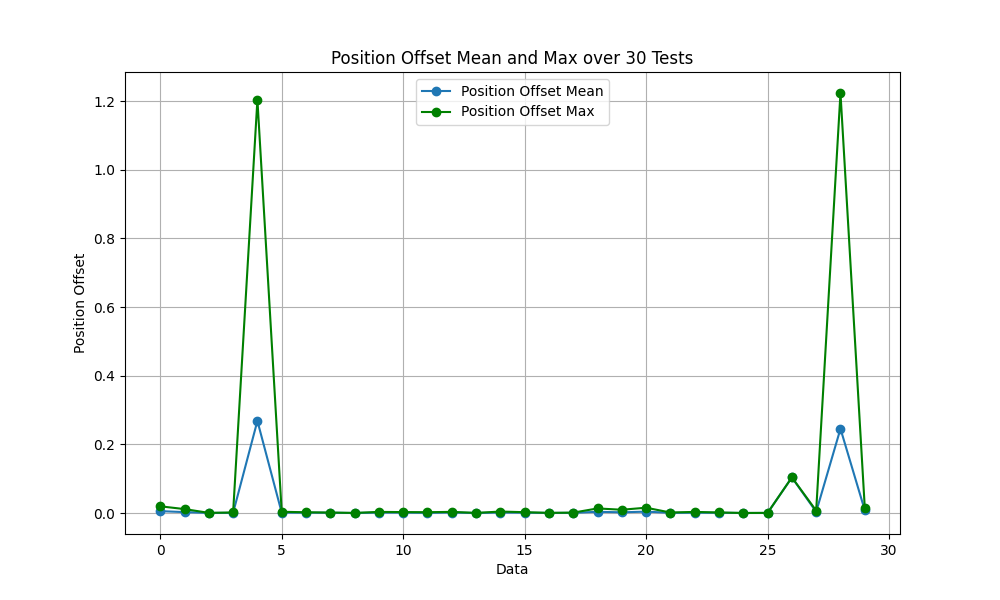 Position Offset Mean and Max over 30 Tests
Position Offset Mean
Position Offset Max
Position Offset
1.2
1.0
0.8
0.6
0.4
0.2
0.0
0 5 10 15 20 25 30
Data